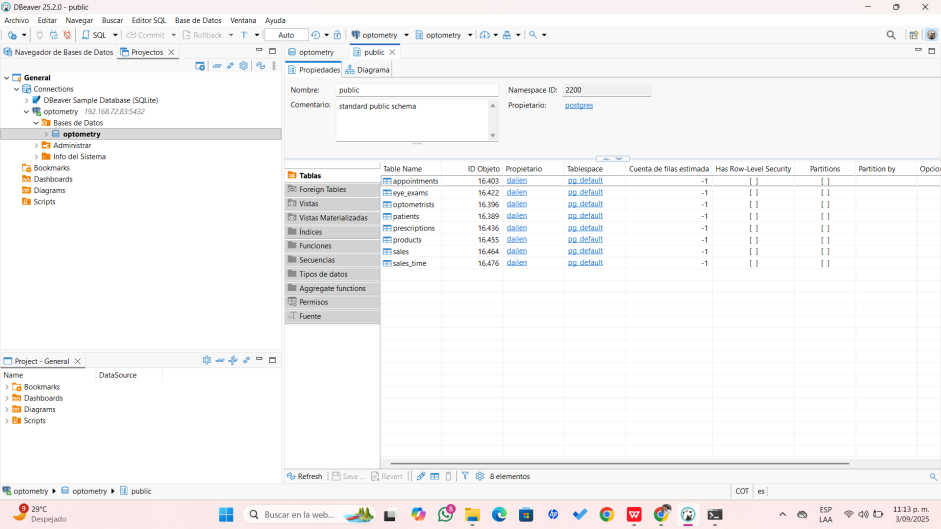 DBeaver 25.2.0 - public
Archivo Editar Navegar Buscar Editor SQL Base de Datos Ventana Ayuda
SQL Commit Rollback T Auto optometry optometry
Navegador de Bases de Datos Proyectos
General
Connections
DBeaver Sample Database (SQLite)
optometry 192.168.72.83:5432
Bases de Datos
optometry
Administrar
Info del Sistema
Bookmarks
Dashboards
Diagrams
Scripts
Project - General
Name DataSource
Bookmarks
Dashboards
Diagrams
Scripts
optometry public
Propiedades Diagrama
Nombre: public Namespace ID: 2200
Comentario: standard public schema Propietario: postgres
Tablas
Foreign Tables
Vistas
Vistas Materializadas
Índices
Funciones
Secuencias
Tipos de datos
Aggregate functions
Permisos
Fuente
Table Name ID Objeto Propietario Tablespace Cuenta de filas estimada Has Row-Level Security Partitions Partition by Opcion
appointments 16.403 dailen pg_default -1 [ ] [ ]
eye_exams 16.422 dailen pg_default -1 [ ] [ ]
optometrists 16.396 dailen pg_default -1 [ ] [ ]
patients 16.389 dailen pg_default -1 [ ] [ ]
prescriptions 16.436 dailen pg_default -1 [ ] [ ]
products 16.455 dailen pg_default -1 [ ] [ ]
sales 16.464 dailen pg_default -1 [ ] [ ]
sales_time 16.476 dailen pg_default -1 [ ] [ ]
Refresh Save ... Revert 8 elementos
optometry optometry public COT es
9 29°C
Despejado
Buscar en la web...
8
ESP
LAA
11:13 p. m.
3/09/2025